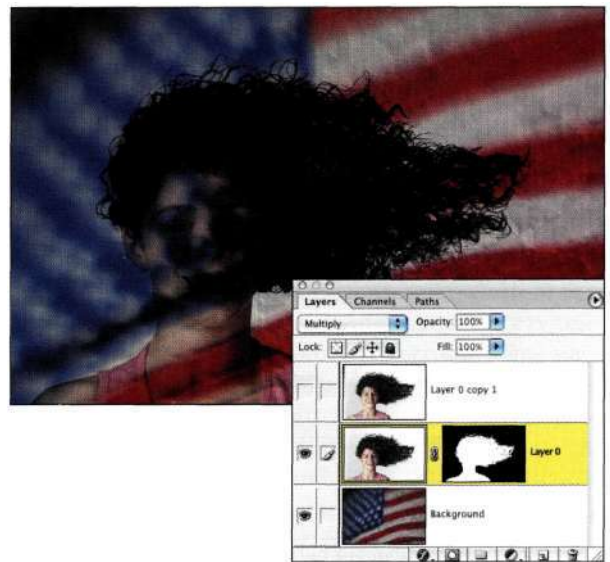 Layers Channels Paths
Multiply Opacity: 100%
Lock: Fill: 100%
Layer 0 copy 1
Layer 0
Background